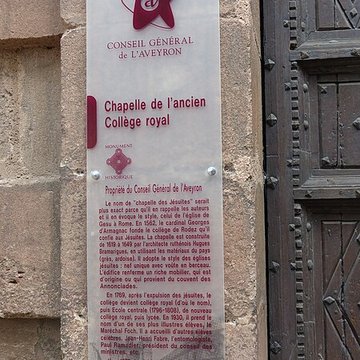 a
CONSEIL GÉNÉRAL
de L'AVEYRON
Chapelle de l'ancien
Collège royal
MONUMENT
HISTORIQUE
Propriété du Conseil Général de l'Aveyron
Le nom de "chapelle des Jésuites" serait
plus exact parce qu'il en rappelle les auteurs
et il en évoque le style, celui de l'église de
Gesu à Rome. En 1562, le cardinal Georges
d'Armagnac fonde le collège de Rodez qu'il
confie aux Jésuites. La chapelle est construite
de 1619 à 1649 par l'architecte ruthénois Hugues
Bramarigues, en utilisant les matériaux du pays
(grès, ardoise). Il adopte le style des églises
jésuites : nef unique avec voûte en berceau.
L'édifice renferme un riche mobilier, qui est
d'origine ou qui provient du couvent des
Annonciades.
En 1769, après l'expulsion des jésuites, le
collège devient collège royal (d'où le nom),
puis Ecole centrale (1796-1808), de nouveau
collège royal, puis lycée. En 1930, il prend le
nom d'un de ses plus illustres élèves, le
Maréchal Foch. Il a accueilli d'autres élèves
célèbres, Jean-Henri Fabre, l'entomologiste,
Paul Ramadier, président du conseil des
ministres, etc.